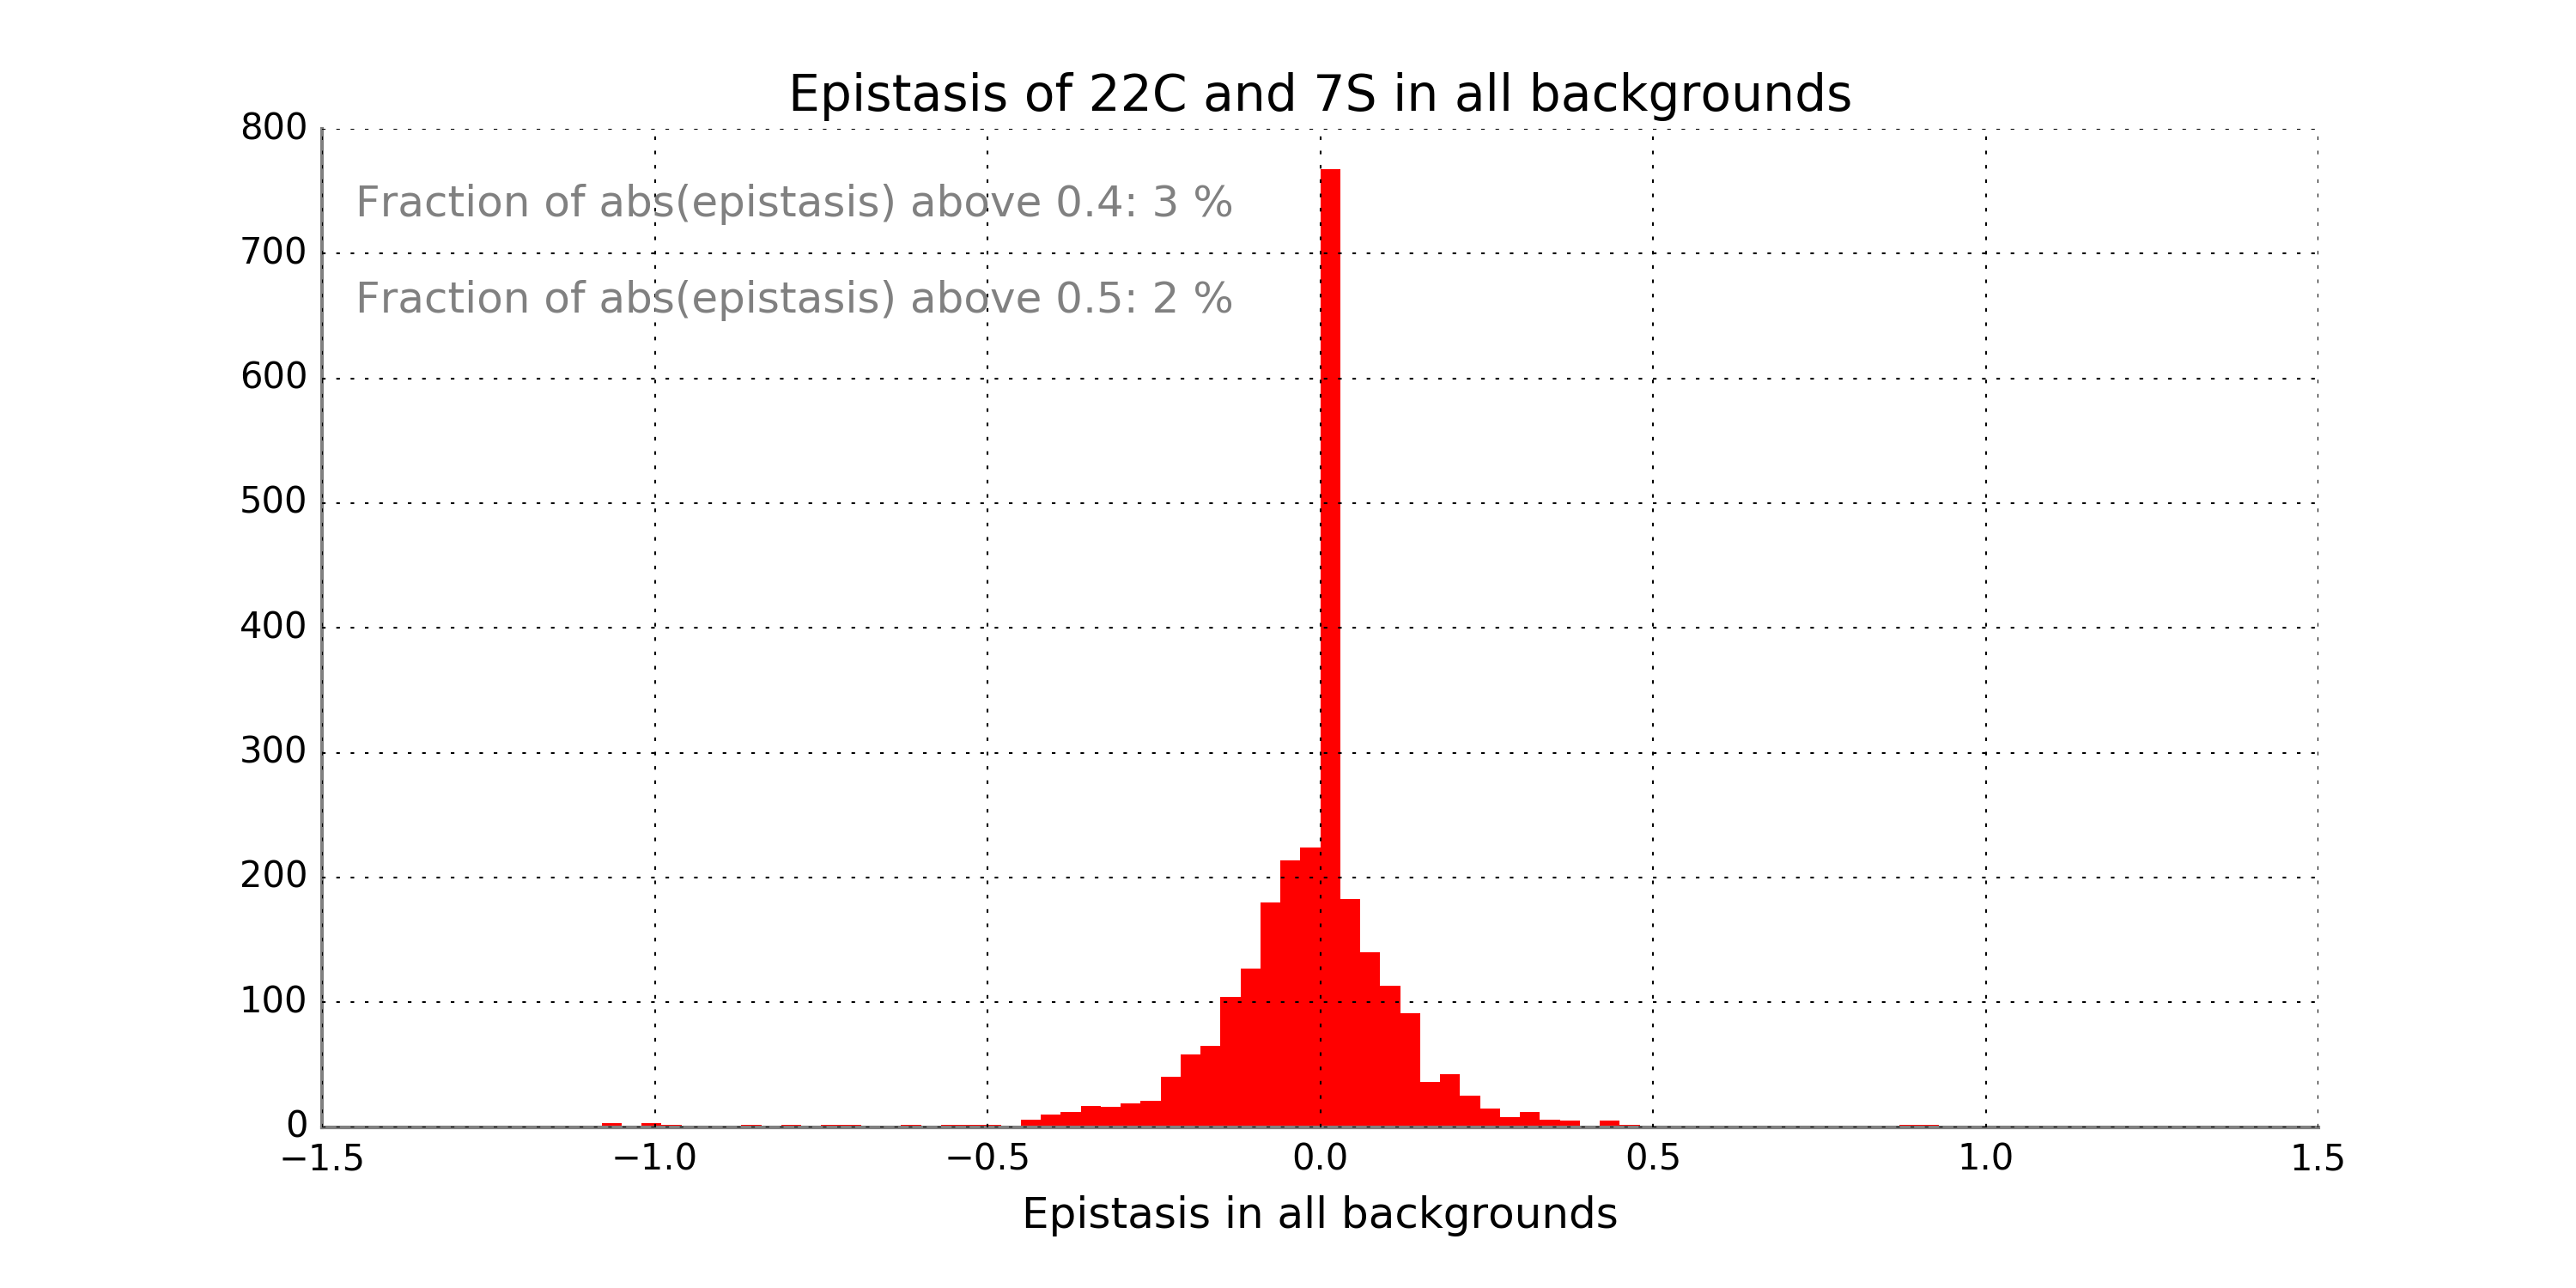 Epistasis of 22C and 7S in all backgrounds
800
Fraction of abs(epistasis) above 0.4: 3 %
700
Fraction of abs(epistasis) above 0.5: 2 %
600
500
400
300
200
100
0
−1.5 −1.0 −0.5 0.0 0.5 1.0 1.5
Epistasis in all backgrounds